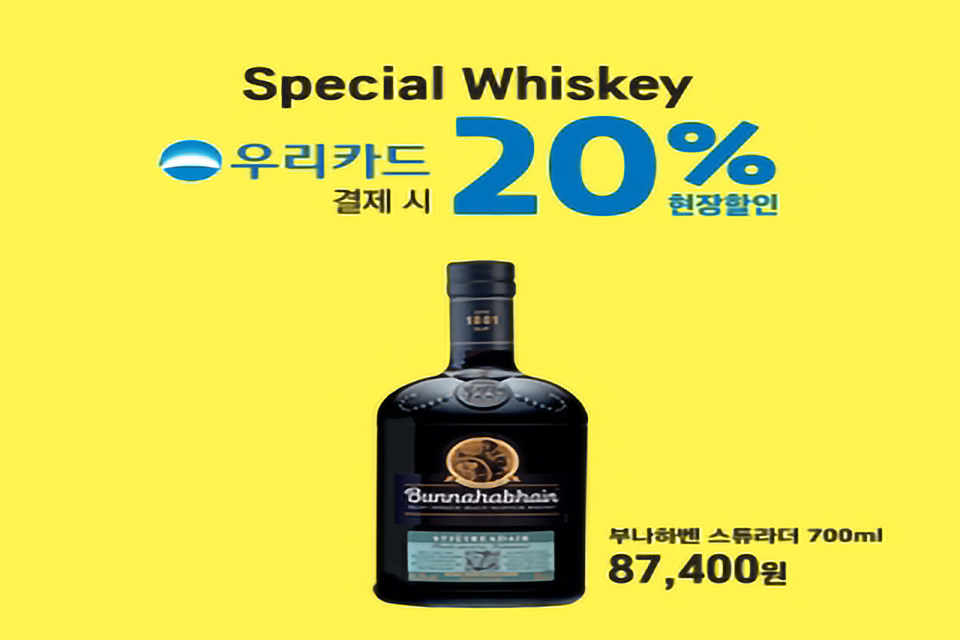 Special Whiskey
우리카드
결제 시
20%
현장할인
1881
Bunnahabhain
STIÙIREADAIR
부나하벤 스튜라더 700ml
87,400원